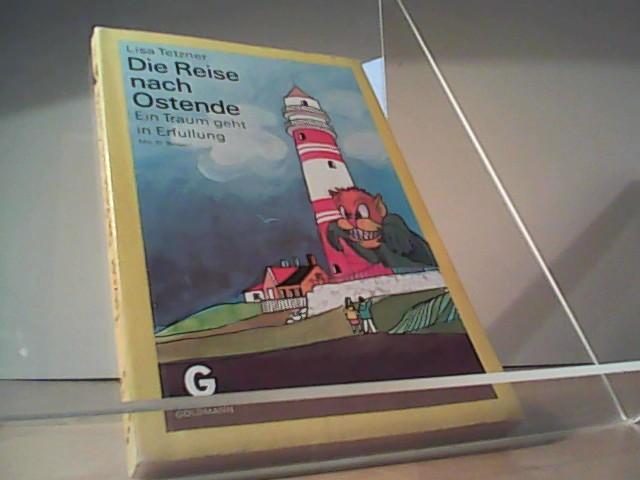 Lisa Tetzner
Die Reise
nach
Ostende
Ein Traum geht
in Erfüllung
G
GOLDMANN